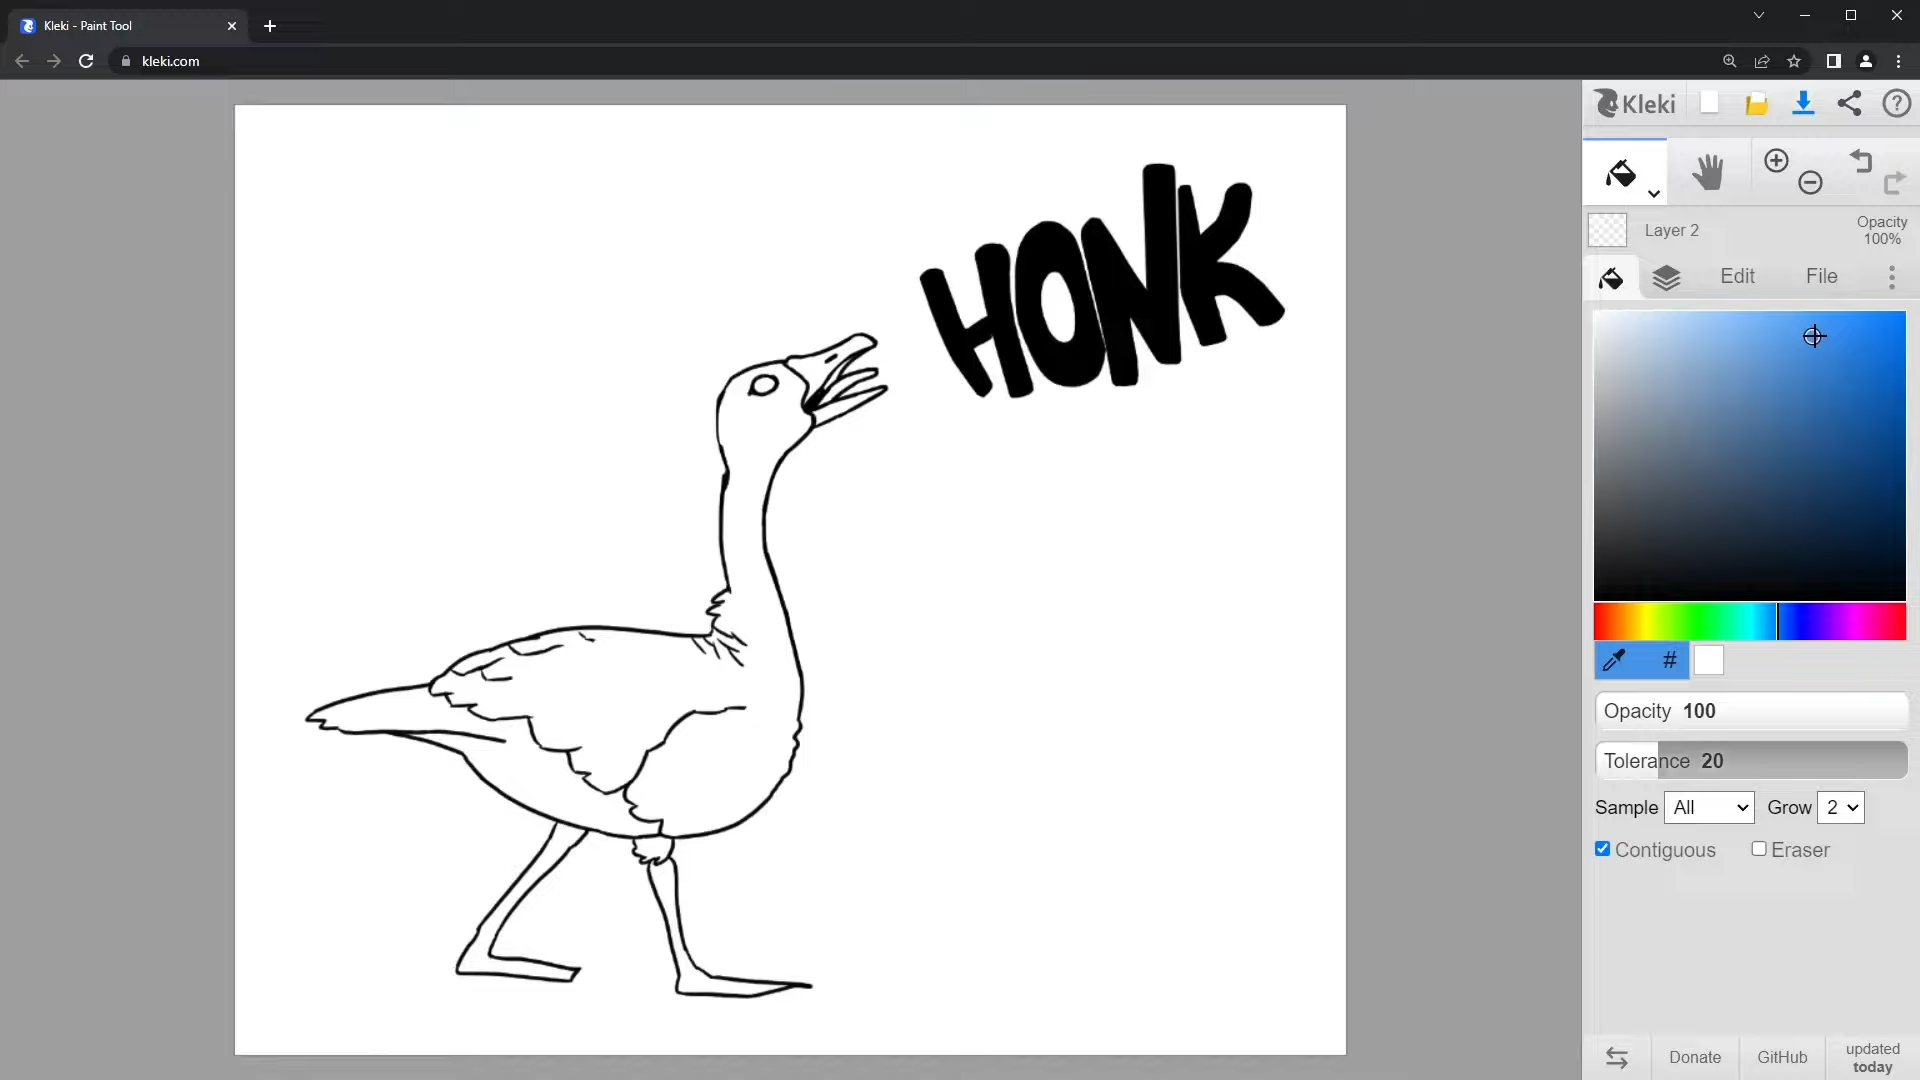 Kleki - Paint Tool
kleki.com
HONK
Kleki
Layer 2
Opacity
100%
Edit
File
#
Opacity 100
Tolerance 20
Sample All Grow 2
Contiguous Eraser
Donate
GitHub
updated
today